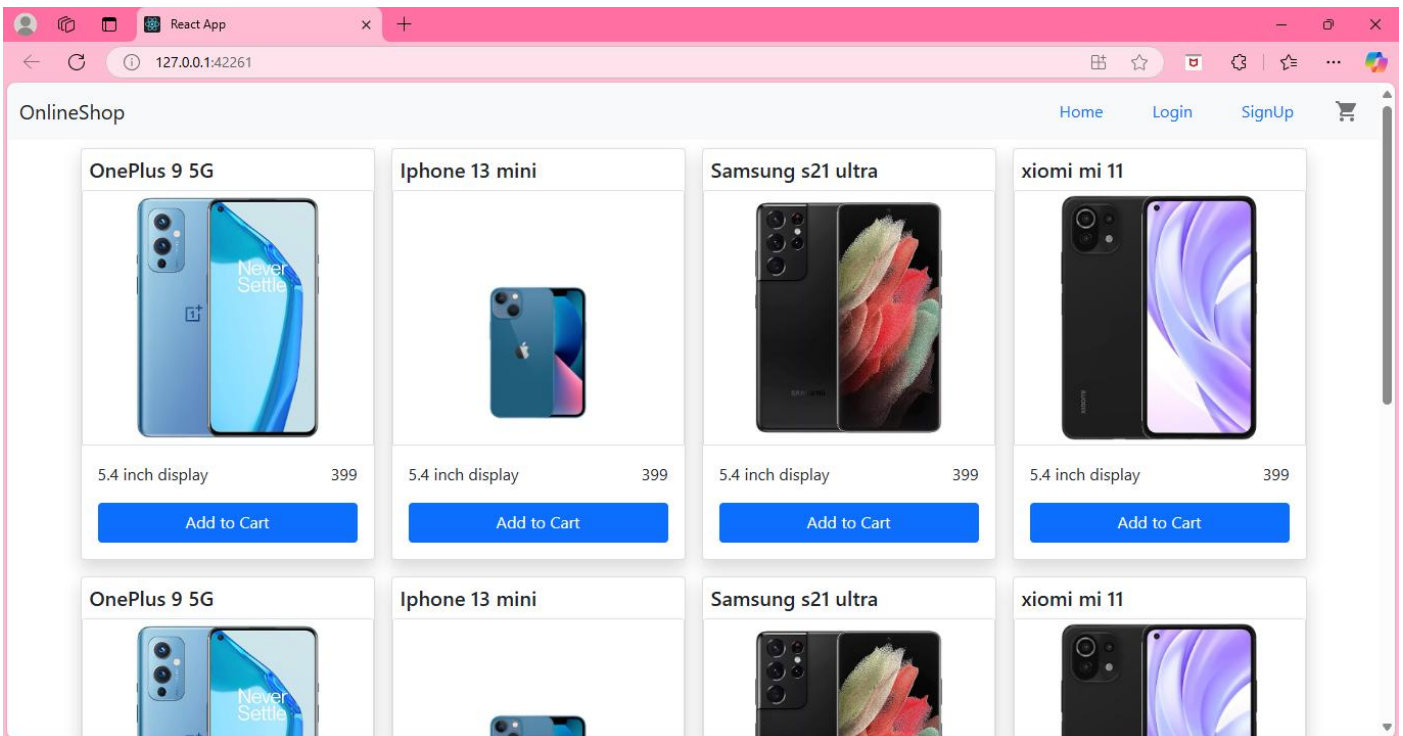 React App
127.0.0.1:42261
OnlineShop Home Login SignUp
OnePlus 9 5G Iphone 13 mini Samsung s21 ultra xiomi mi 11
Never
Settle
SAMSUNG
XIAOMI
5.4 inch display 399 5.4 inch display 399 5.4 inch display 399 5.4 inch display 399
Add to Cart Add to Cart Add to Cart Add to Cart
OnePlus 9 5G Iphone 13 mini Samsung s21 ultra xiomi mi 11
Never
Settle